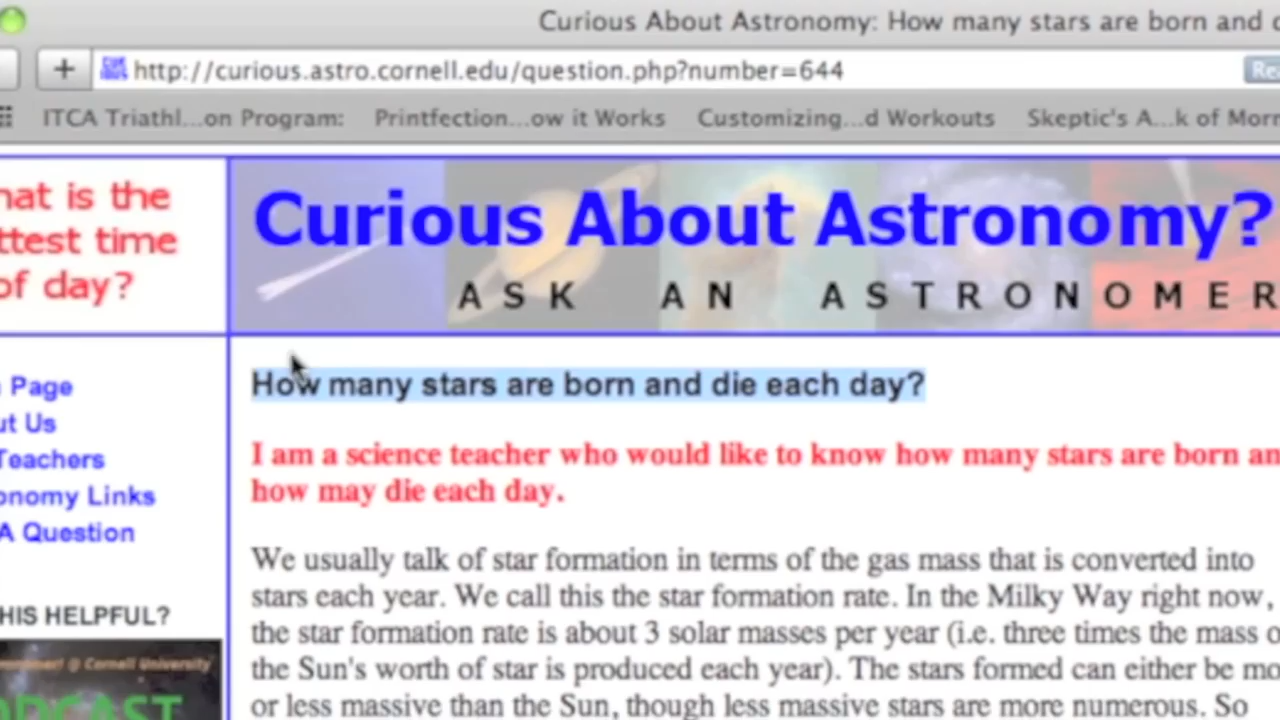 Curious About Astronomy: How many stars are born and
http://curious.astro.cornell.edu/question.php?number=644
ITCA Triathl...on Program: Printfection...ow it Works Customizing...d Workouts Skeptic's A...k of Morr
hat is the
ttest time
of day?
Curious About Astronomy?
ASK AN ASTRONOMER
How many stars are born and die each day?
I am a science teacher who would like to know how many stars are born an
how may die each day.
Page
ut Us
Teachers
onomy Links
A Question
We usually talk of star formation in terms of the gas mass that is converted into
stars each year. We call this the star formation rate. In the Milky Way right now,
the star formation rate is about 3 solar masses per year (i.e. three times the mass o
the Sun's worth of star is produced each year). The stars formed can either be mo
or less massive than the Sun, though less massive stars are more numerous. So
HIS HELPFUL?
@ Cornell University
ODCAST